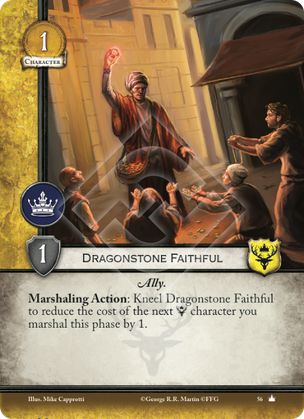 1
Character
1
Dragonstone Faithful
Ally.
Marshaling Action: Kneel Dragonstone Faithful
to reduce the cost of the next character you
marshal this phase by 1.
Illus. Mike Capprotti
©George R.R. Martin ©FFG
56